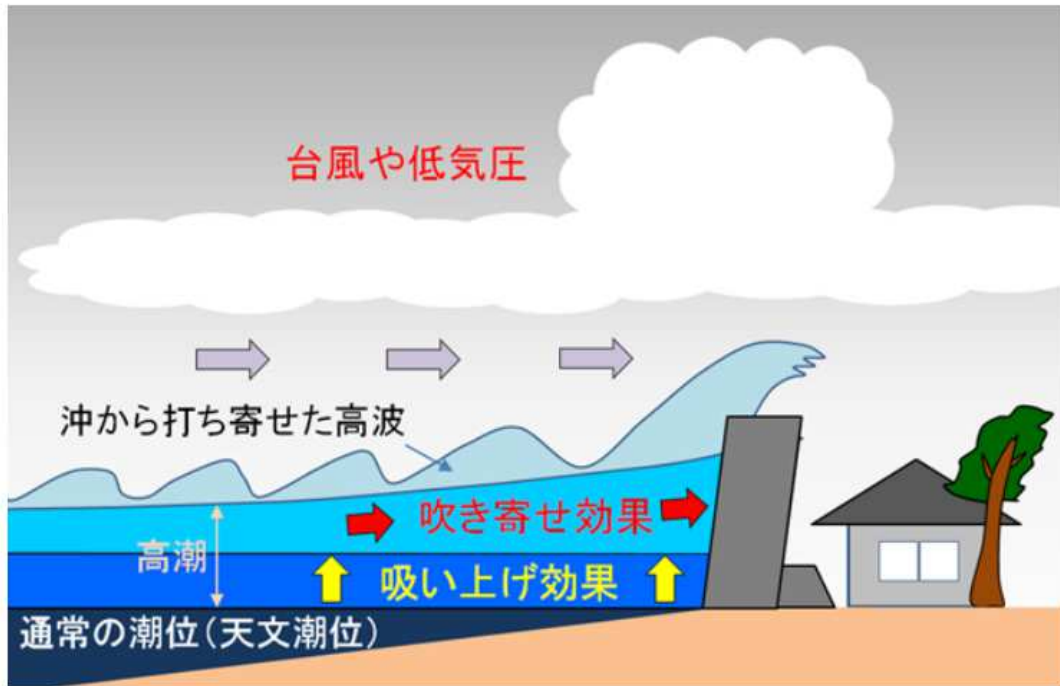 台風や低気圧
沖から打ち寄せた高波
吹き寄せ効果
高潮
吸い上げ効果
通常の潮位(天文潮位)